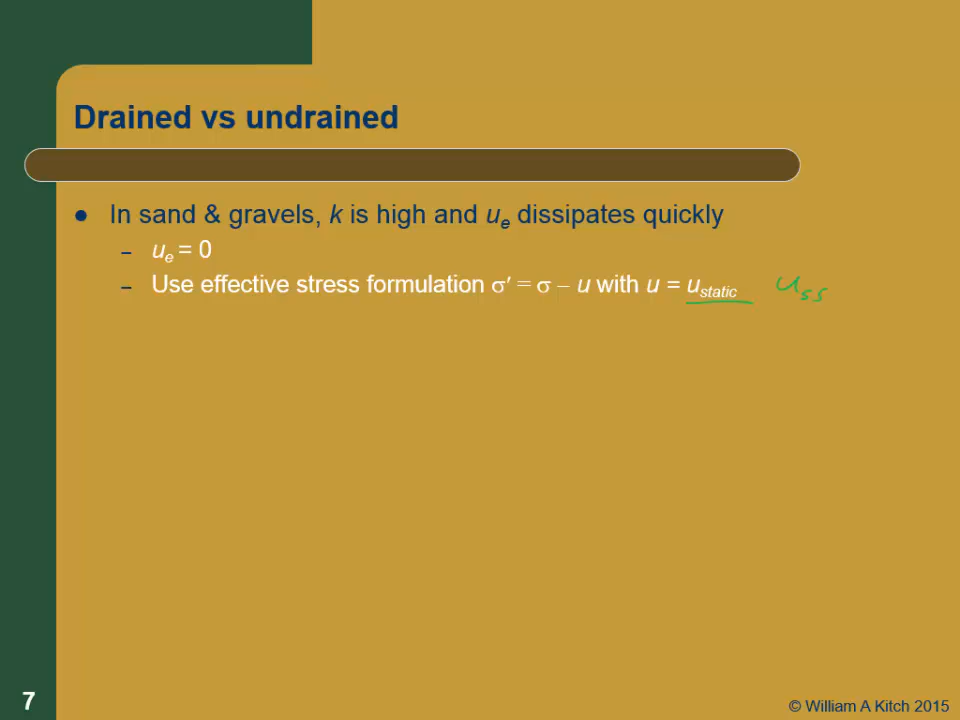 Drained vs undrained
● In sand & gravels, k is high and ue dissipates quickly
– ue = 0
– Use effective stress formulation σ′ = σ – u with u = ustatic uss
7
© William A Kitch 2015